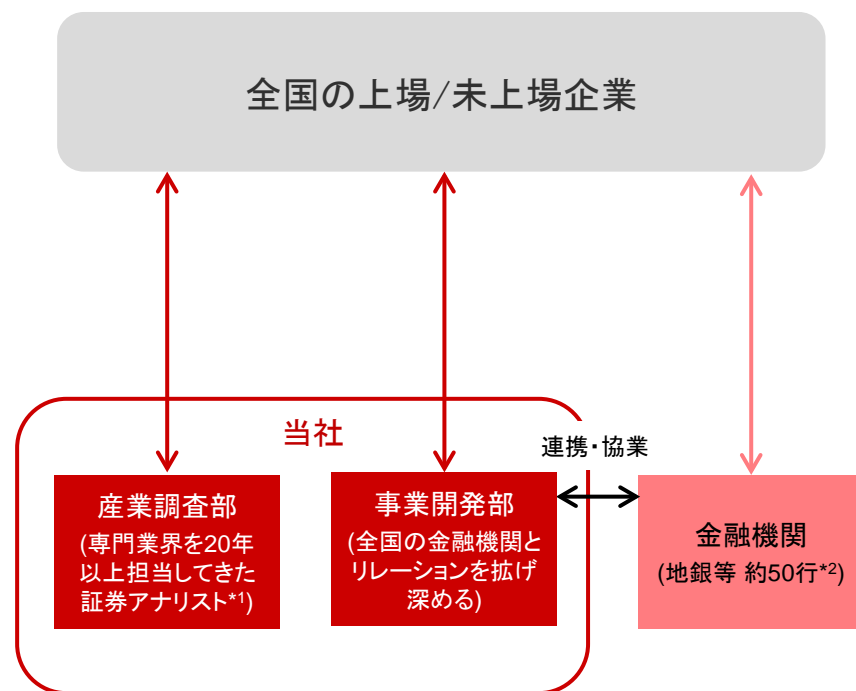 全国の上場/未上場企業
当社
連携・協業
産業調査部
(専門業界を20年
以上担当してきた
証券アナリスト*1)
事業開発部
(全国の金融機関と
リレーションを拡げ
深める)
金融機関
(地銀等 約50行*2)